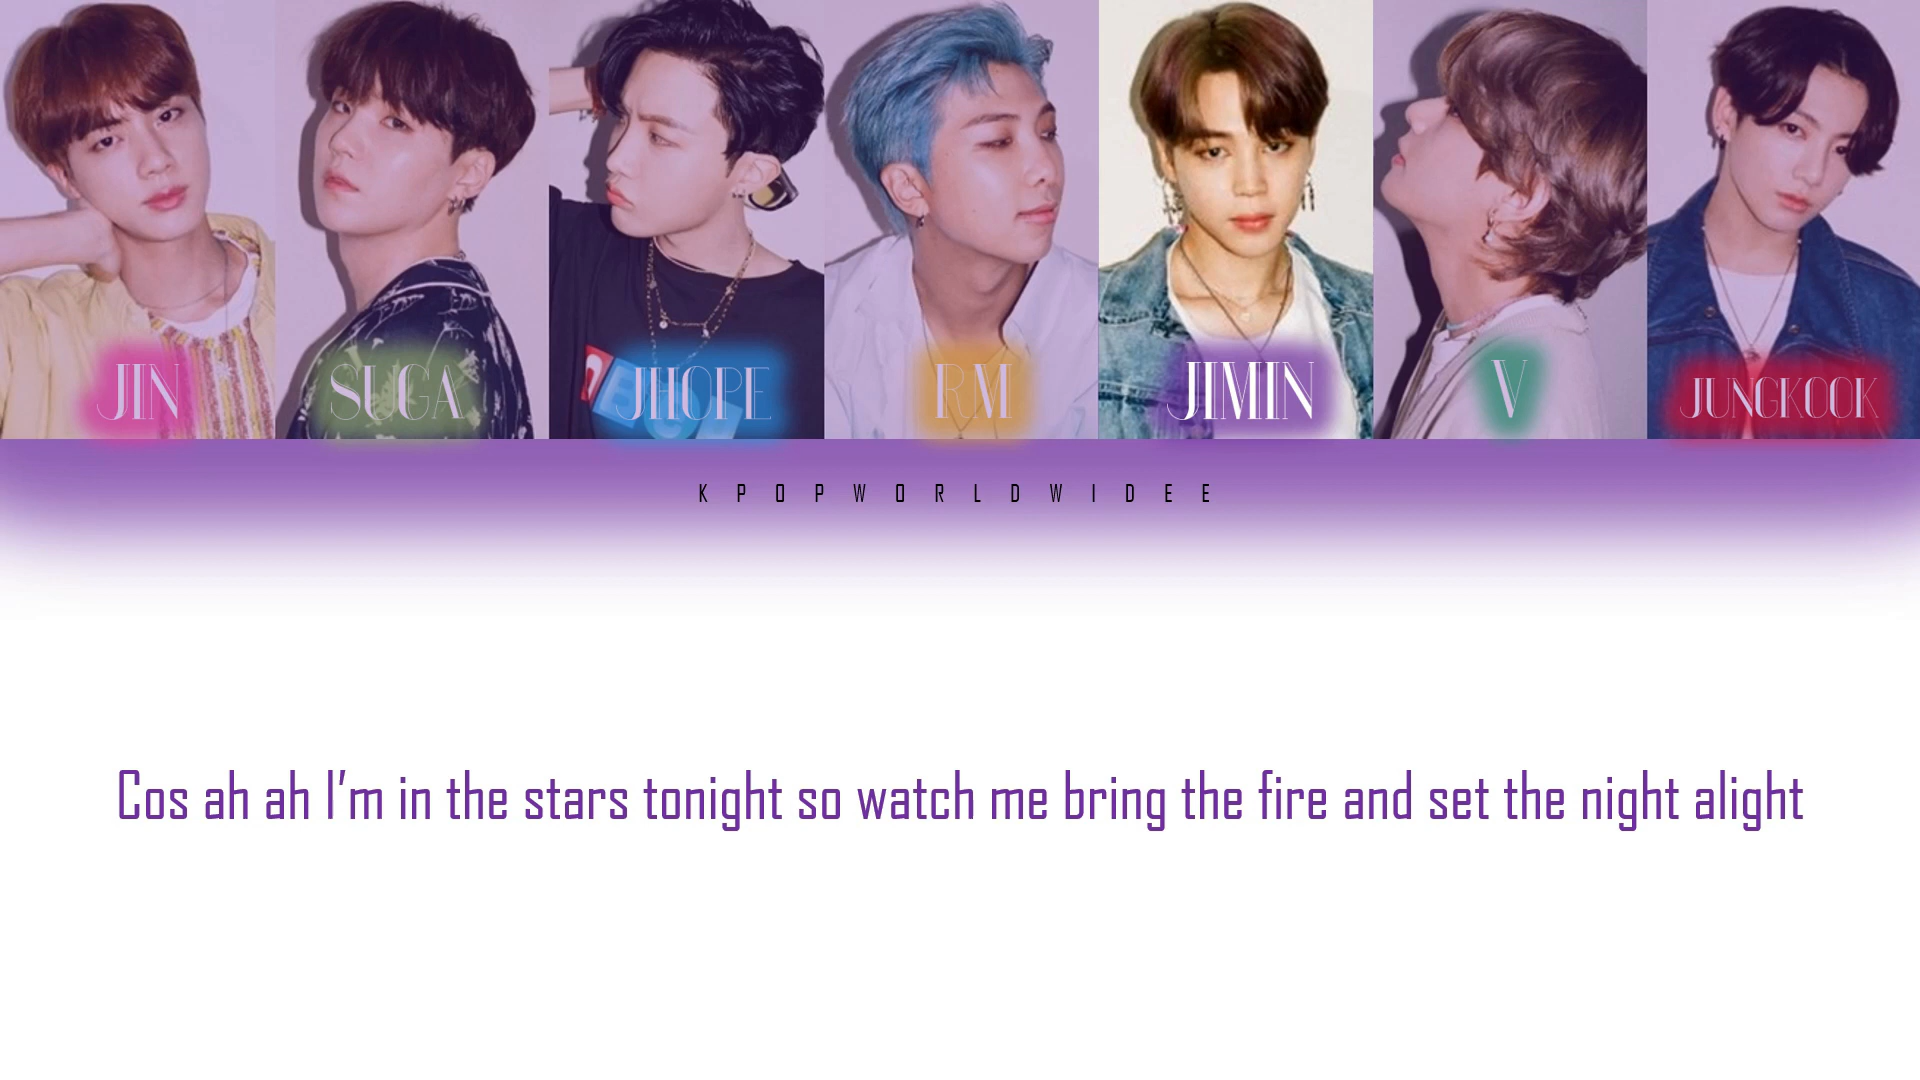 JIN
SUGA
JHOPE
RM
JIMIN
V
JUNGKOOK
KPOPWORLDWIDEE
Cos ah ah I'm in the stars tonight so watch me bring the fire and set the night alight